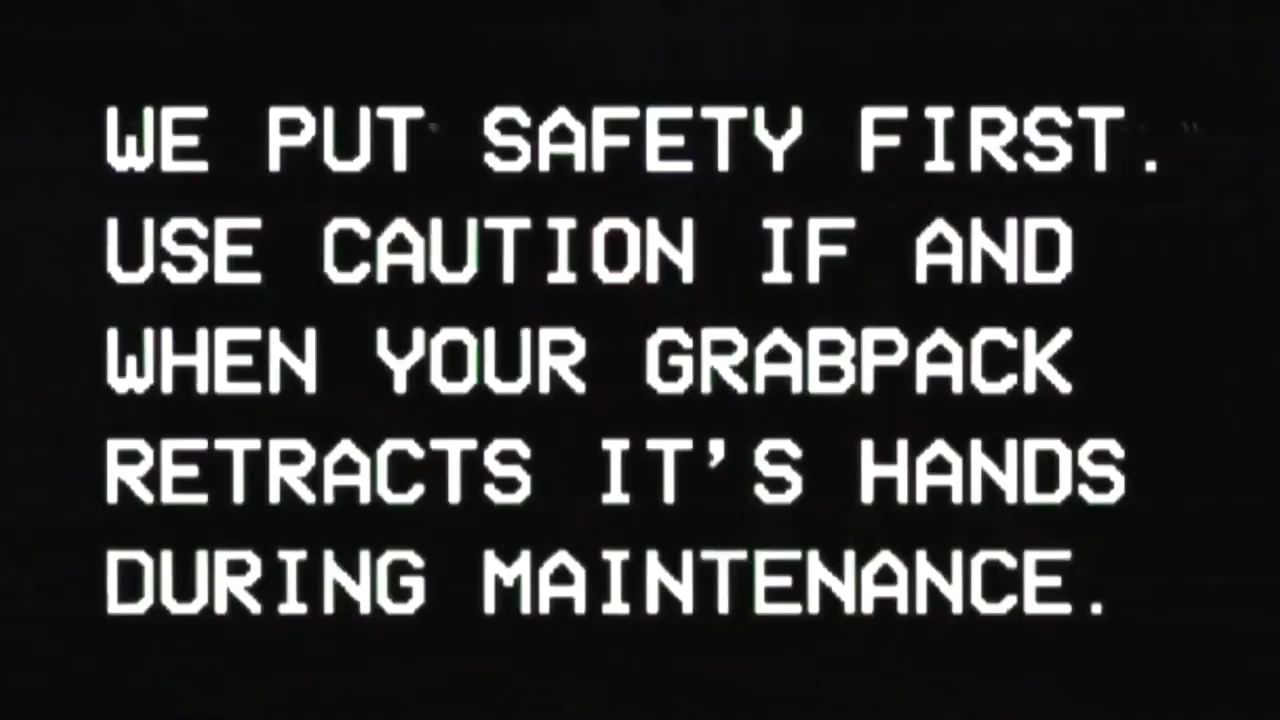 WE PUT SAFETY FIRST.
USE CAUTION IF AND
WHEN YOUR GRABPACK
RETRACTS IT'S HANDS
DURING MAINTENANCE.